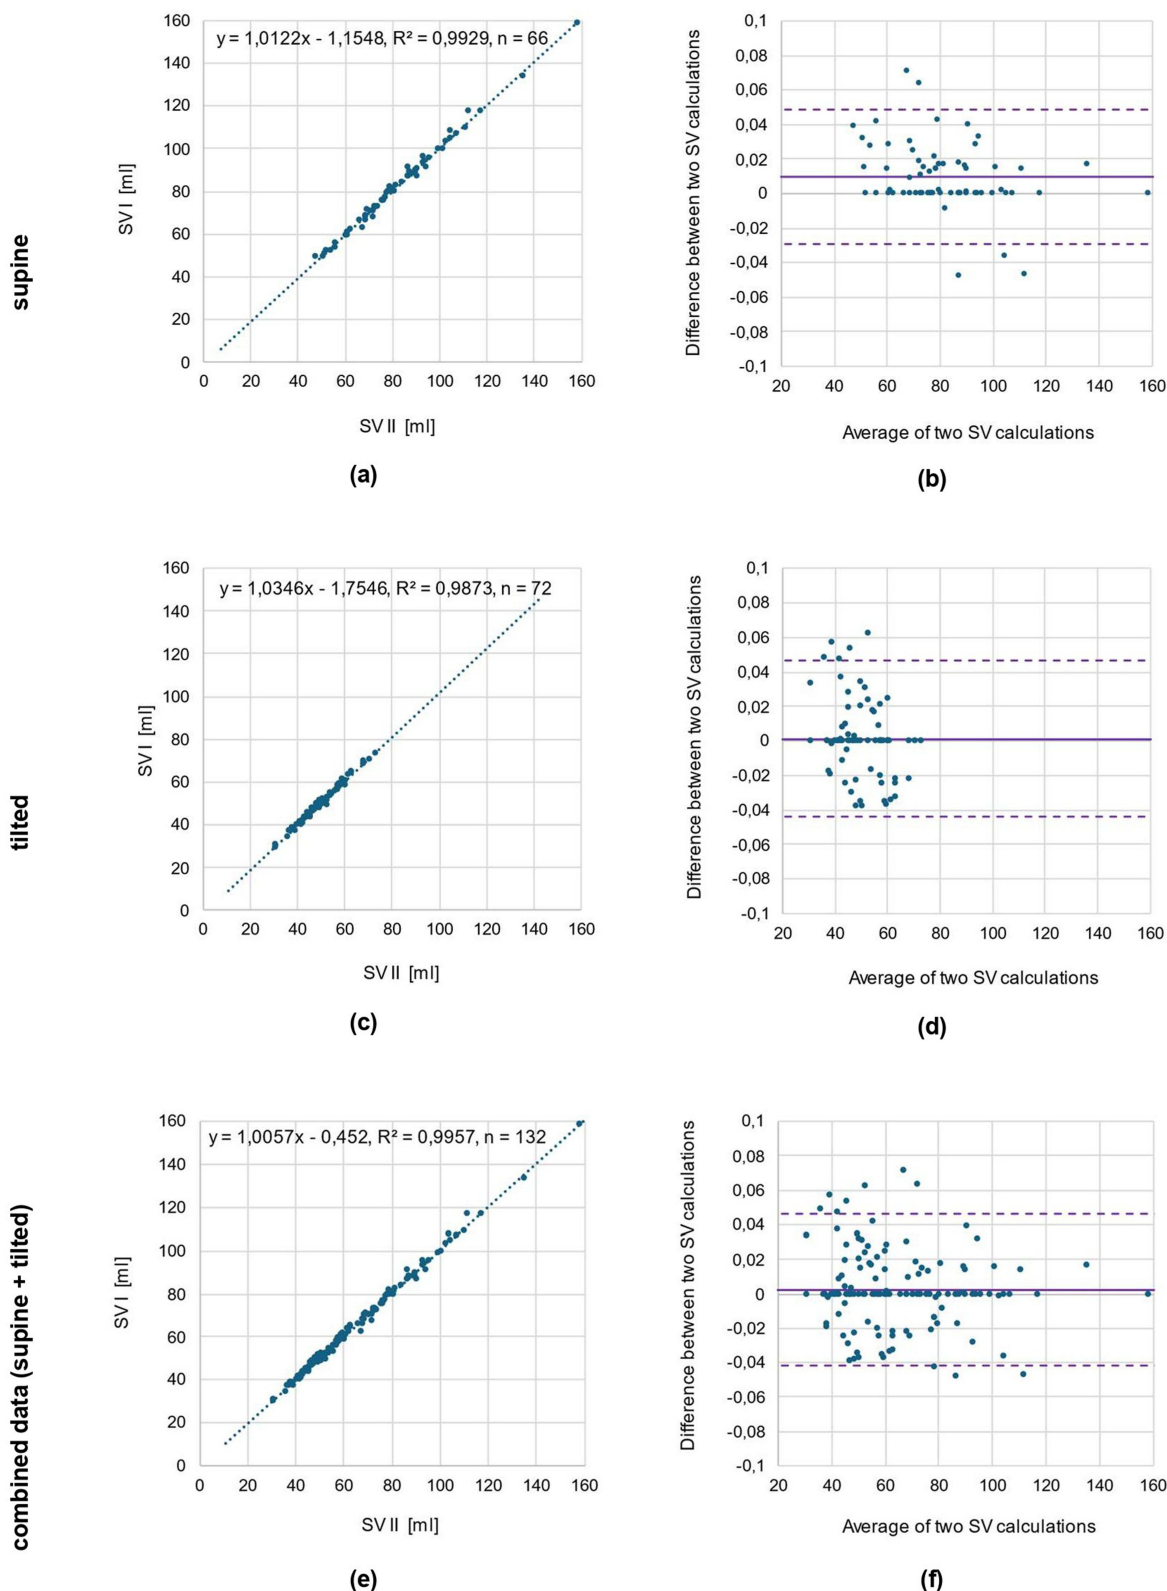 supine
SV I [ml]
160
140
120
100
80
60
40
20
0
y = 1,0122x - 1,1548, R² = 0,9929, n = 66
0 20 40 60 80 100 120 140 160
SV II [ml]
(a)
Difference between two SV calculations
0,1
0,08
0,06
0,04
0,02
0
-0,02
-0,04
-0,06
-0,08
-0,1
20 40 60 80 100 120 140 160
Average of two SV calculations
(b)
tilted
SV I [ml]
160
140
120
100
80
60
40
20
0
y = 1,0346x - 1,7546, R² = 0,9873, n = 72
0 20 40 60 80 100 120 140 160
SV II [ml]
(c)
Difference between two SV calculations
0,1
0,08
0,06
0,04
0,02
0
-0,02
-0,04
-0,06
-0,08
-0,1
20 40 60 80 100 120 140 160
Average of two SV calculations
(d)
combined data (supine + tilted)
SV I [ml]
160
140
120
100
80
60
40
20
0
y = 1,0057x - 0,452, R² = 0,9957, n = 132
0 20 40 60 80 100 120 140 160
SV II [ml]
(e)
Difference between two SV calculations
0,1
0,08
0,06
0,04
0,02
0
-0,02
-0,04
-0,06
-0,08
-0,1
20 40 60 80 100 120 140 160
Average of two SV calculations
(f)